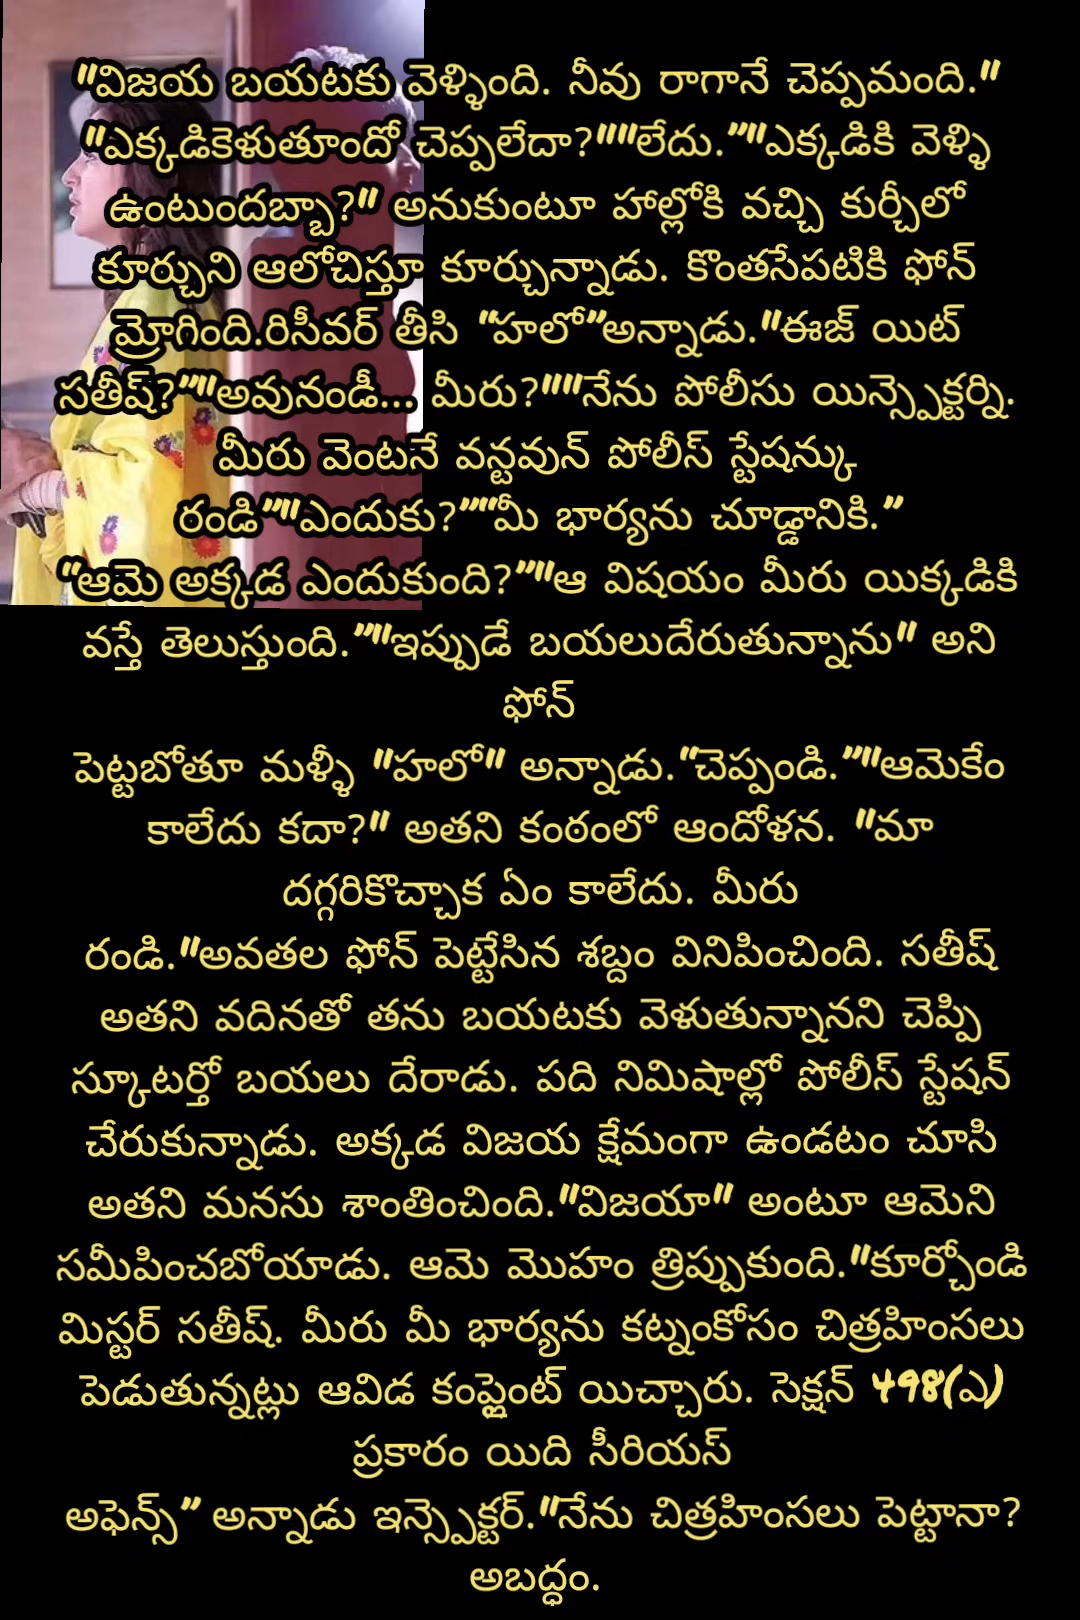 "విజయ బయటకు వెళ్ళింది. నీవు రాగానే చెప్పమంది."
"ఎక్కడికెళుతూందో చెప్పలేదా?""లేదు.”"ఎక్కడికి వెళ్ళి
ఉంటుందబ్బా?" అనుకుంటూ హాల్లోకి వచ్చి కుర్చీలో
కూర్చుని ఆలోచిస్తూ కూర్చున్నాడు. కొంతసేపటికి ఫోన్
మ్రోగింది.రిసీవర్ తీసి “హలో”అన్నాడు."ఈజ్ యిట్
సతీష్?”"అవునండీ... మీరు?""నేను పోలీసు యిన్స్పెక్టర్ని.
మీరు వెంటనే వన్టవున్ పోలీస్ స్టేషన్కు
రండి”"ఎందుకు?”"మీ భార్యను చూడ్డానికి.”
“ఆమె అక్కడ ఎందుకుంది?”"ఆ విషయం మీరు యిక్కడికి
వస్తే తెలుస్తుంది.”"ఇప్పుడే బయలుదేరుతున్నాను" అని
ఫోన్
పెట్టబోతూ మళ్ళీ "హలో" అన్నాడు.“చెప్పండి.”"ఆమెకేం
కాలేదు కదా?" అతని కంఠంలో ఆందోళన. "మా
దగ్గరికొచ్చాక ఏం కాలేదు. మీరు
రండి."అవతల ఫోన్ పెట్టేసిన శబ్దం వినిపించింది. సతీష్
అతని వదినతో తను బయటకు వెళుతున్నానని చెప్పి
స్కూటర్తో బయలు దేరాడు. పది నిమిషాల్లో పోలీస్ స్టేషన్
చేరుకున్నాడు. అక్కడ విజయ క్షేమంగా ఉండటం చూసి
అతని మనసు శాంతించింది."విజయా" అంటూ ఆమెని
సమీపించబోయాడు. ఆమె మొహం త్రిప్పుకుంది."కూర్చోండి
మిస్టర్ సతీష్. మీరు మీ భార్యను కట్నంకోసం చిత్రహింసలు
పెడుతున్నట్లు ఆవిడ కంప్లైంట్ యిచ్చారు. సెక్షన్ 498(ఎ)
ప్రకారం యిది సీరియస్
అఫెన్స్” అన్నాడు ఇన్స్పెక్టర్."నేను చిత్రహింసలు పెట్టానా?
అబద్ధం.